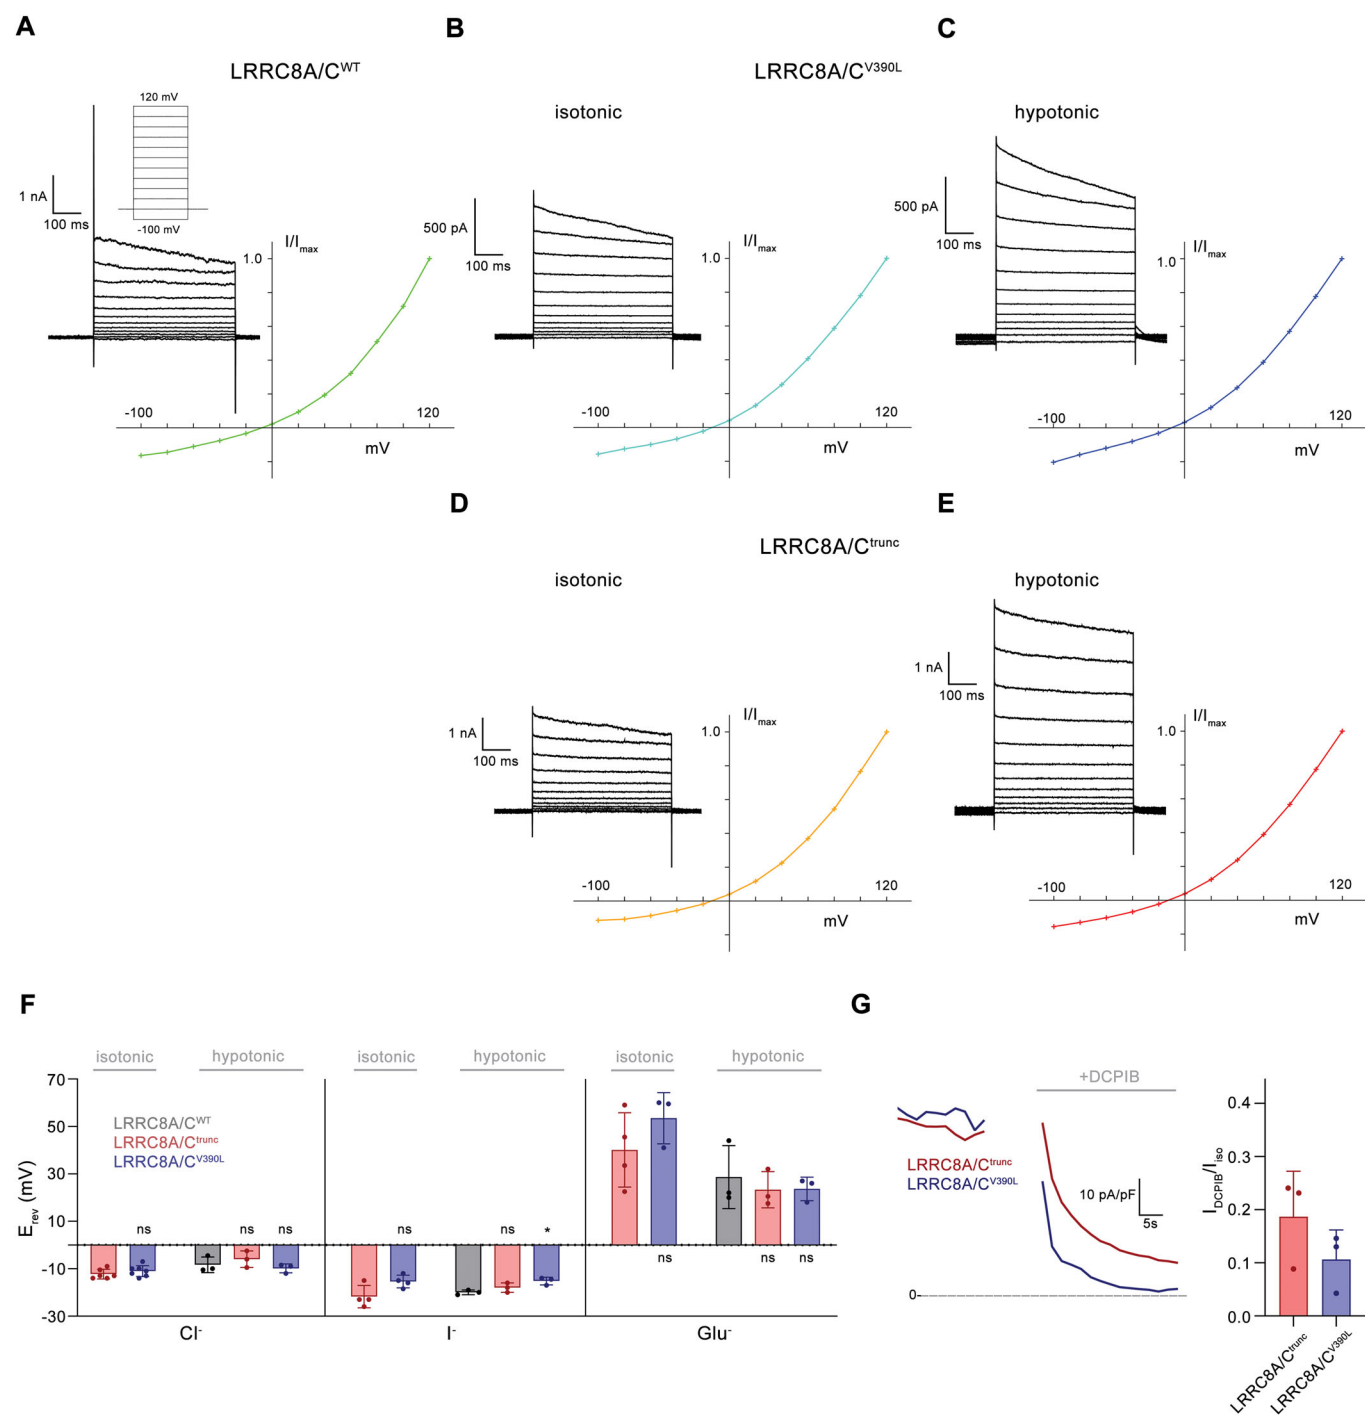 A
B
C
LRRC8A/C^WT
LRRC8A/C^V390L
isotonic
hypotonic
120 mV
-100 mV
1 nA
100 ms
I/I_max
1.0
-100
120
mV
500 pA
100 ms
I/I_max
1.0
-100
120
mV
500 pA
100 ms
I/I_max
1.0
-100
120
mV
D
E
LRRC8A/C^trunc
isotonic
hypotonic
1 nA
100 ms
I/I_max
1.0
-100
120
mV
1 nA
100 ms
I/I_max
1.0
-100
120
mV
F
isotonic
hypotonic
isotonic
hypotonic
isotonic
hypotonic
E_rev (mV)
70
50
30
10
-10
-30
LRRC8A/C^WT
LRRC8A/C^trunc
LRRC8A/C^V390L
ns
ns
ns
ns
ns
*
ns
ns
ns
Cl-
I-
Glu-
G
+DCPIB
LRRC8A/C^trunc
LRRC8A/C^V390L
10 pA/pF
5s
0-
I_DCPIB/I_iso
0.4
0.3
0.2
0.1
0.0
LRRC8A/C^trunc
LRRC8A/C^V390L